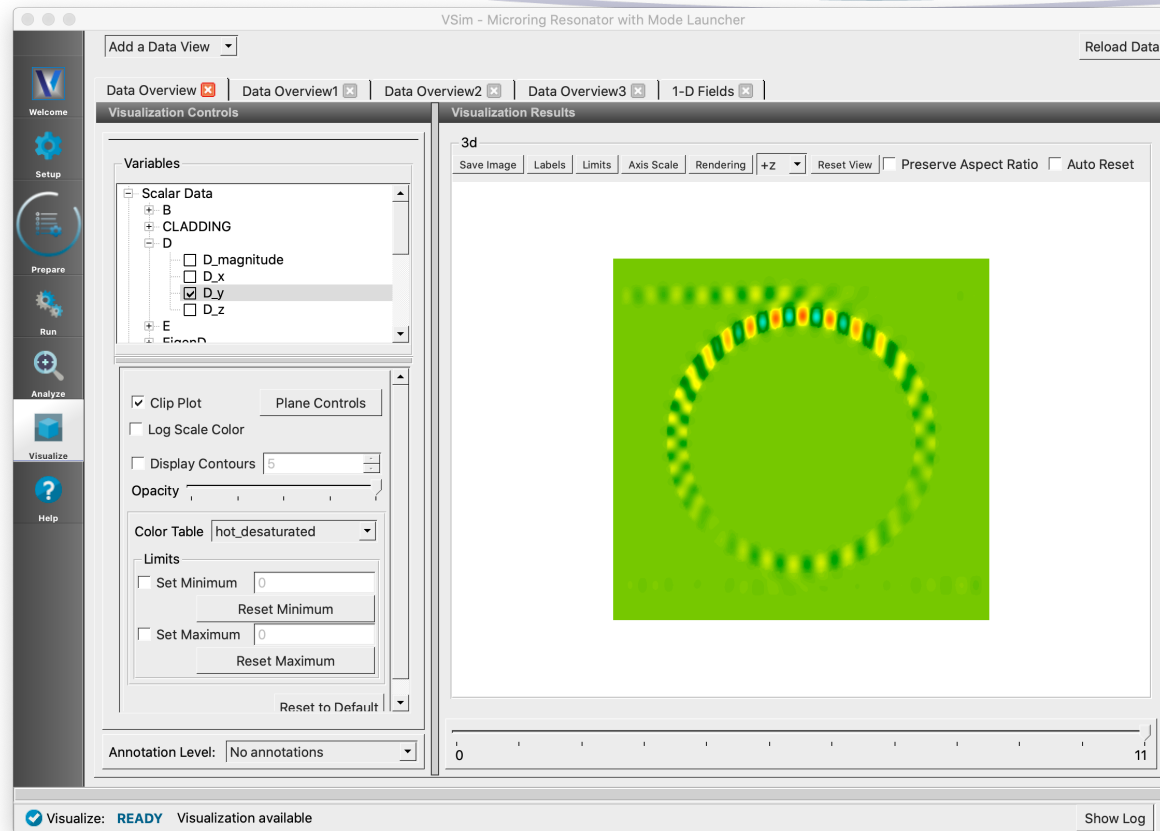 VSim - Microring Resonator with Mode Launcher
Add a Data View
Reload Data
Data Overview
Data Overview1
Data Overview2
Data Overview3
1-D Fields
Welcome
Setup
Prepare
Run
Analyze
Visualize
Help
Visualization Controls
Variables
Scalar Data
B
CLADDING
D
D_magnitude
D_x
D_y
D_z
E
EigenD
Clip Plot
Plane Controls
Log Scale Color
Display Contours 5
Opacity
Color Table hot_desaturated
Limits
Set Minimum 0
Reset Minimum
Set Maximum 0
Reset Maximum
Reset to Default
Annotation Level: No annotations
Visualization Results
3d
Save Image Labels Limits Axis Scale Rendering +z Reset View Preserve Aspect Ratio Auto Reset
0 11
Visualize: READY Visualization available
Show Log